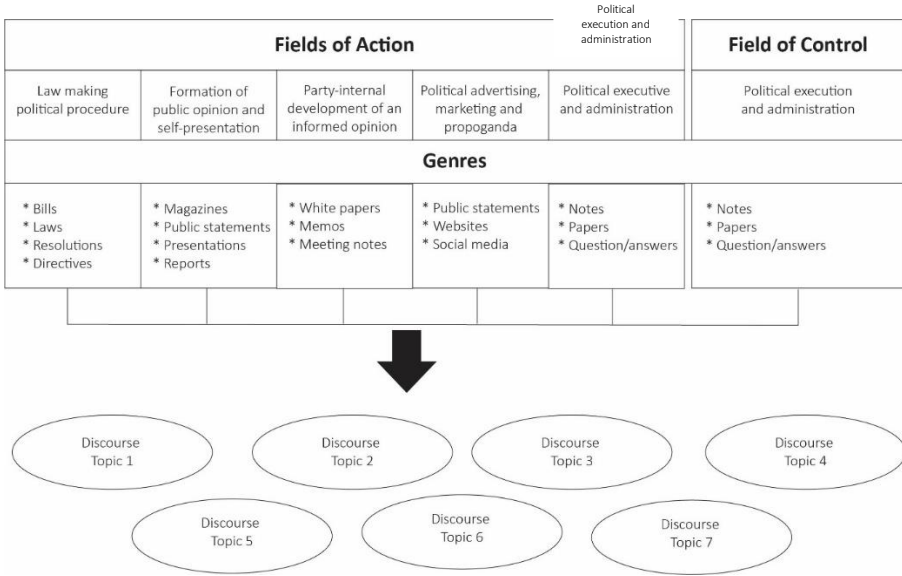 Political
execution and
administration
Fields of Action
Field of Control
Law making
political procedure
Formation of
public opinion and
self-presentation
Party-internal
development of an
informed opinion
Political advertising,
marketing and
propoganda
Political executive
and administration
Political execution
and administration
Genres
* Bills
* Laws
* Resolutions
* Directives
* Magazines
* Public statements
* Presentations
* Reports
* White papers
* Memos
* Meeting notes
* Public statements
* Websites
* Social media
* Notes
* Papers
* Question/answers
* Notes
* Papers
* Question/answers
Discourse
Topic 1
Discourse
Topic 2
Discourse
Topic 3
Discourse
Topic 4
Discourse
Topic 5
Discourse
Topic 6
Discourse
Topic 7